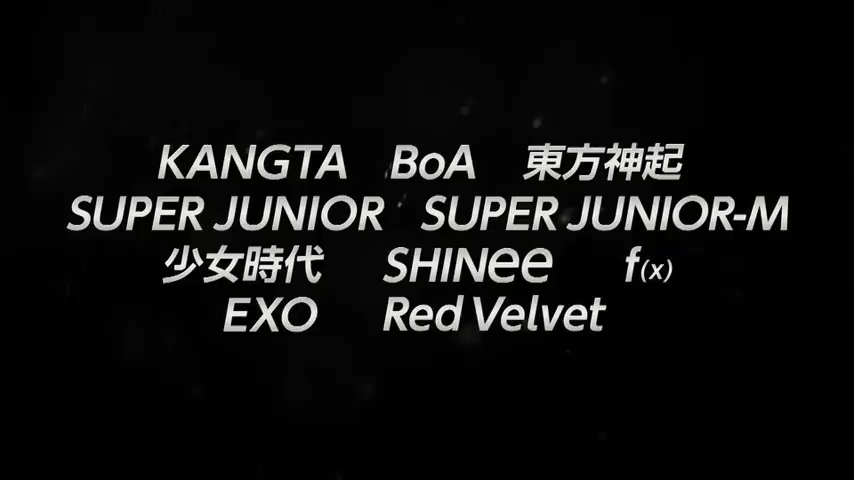 KANGTA BoA 東方神起
SUPER JUNIOR SUPER JUNIOR-M
少女時代 SHINee f(x)
EXO Red Velvet